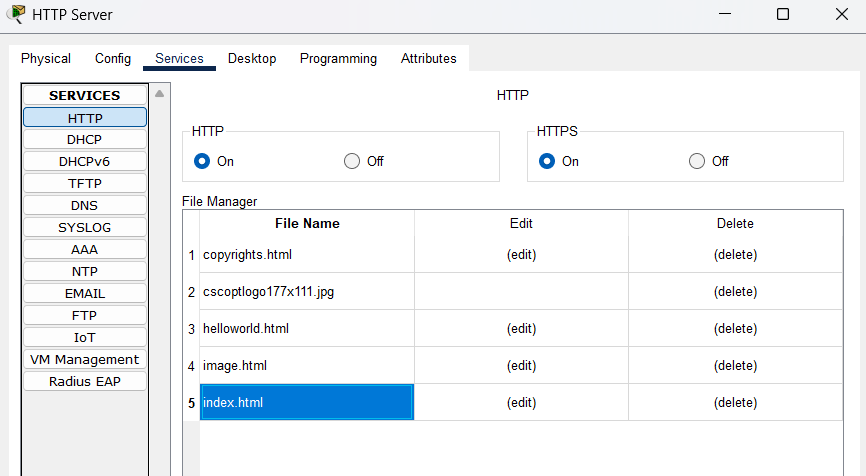 HTTP Server
Physical Config Services Desktop Programming Attributes
SERVICES
HTTP
DHCP
DHCPv6
TFTP
DNS
SYSLOG
AAA
NTP
EMAIL
FTP
IoT
VM Management
Radius EAP
HTTP
HTTP
On Off
HTTPS
On Off
File Manager
File Name Edit Delete
1 copyrights.html (edit) (delete)
2 cscoptlogo177x111.jpg (delete)
3 helloworld.html (edit) (delete)
4 image.html (edit) (delete)
5 index.html (edit) (delete)